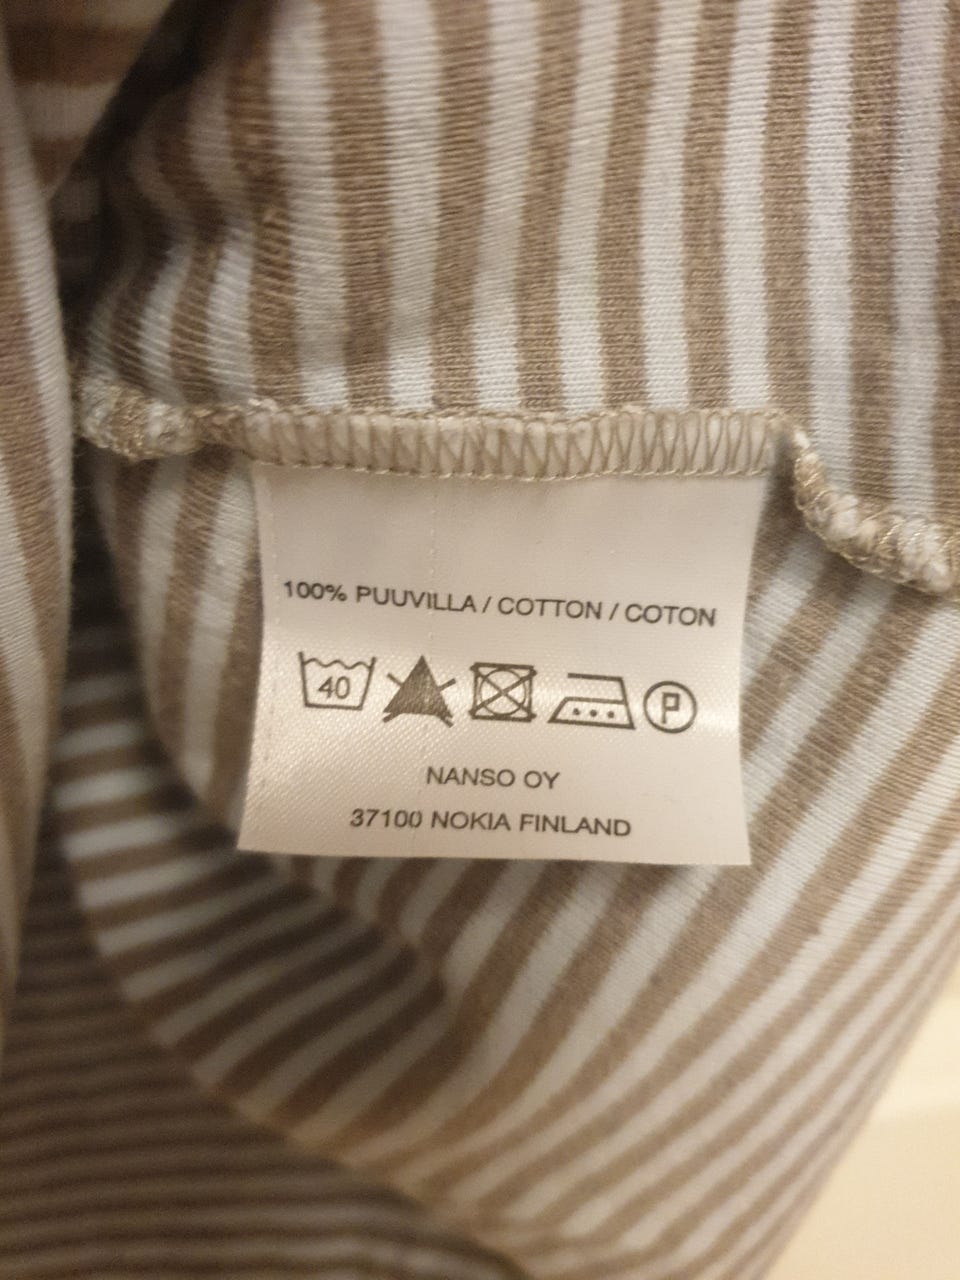 100% PUUVILLA / COTTON / COTON
40 P
NANSO OY
37100 NOKIA FINLAND